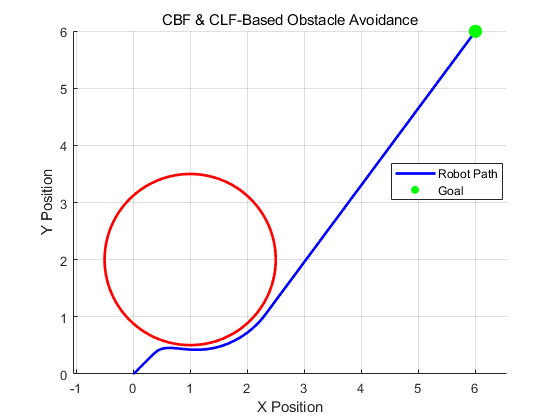 CBF & CLF-Based Obstacle Avoidance
6
5
4
3
2
1
0
Y Position
Robot Path
Goal
-1 0 1 2 3 4 5 6
X Position